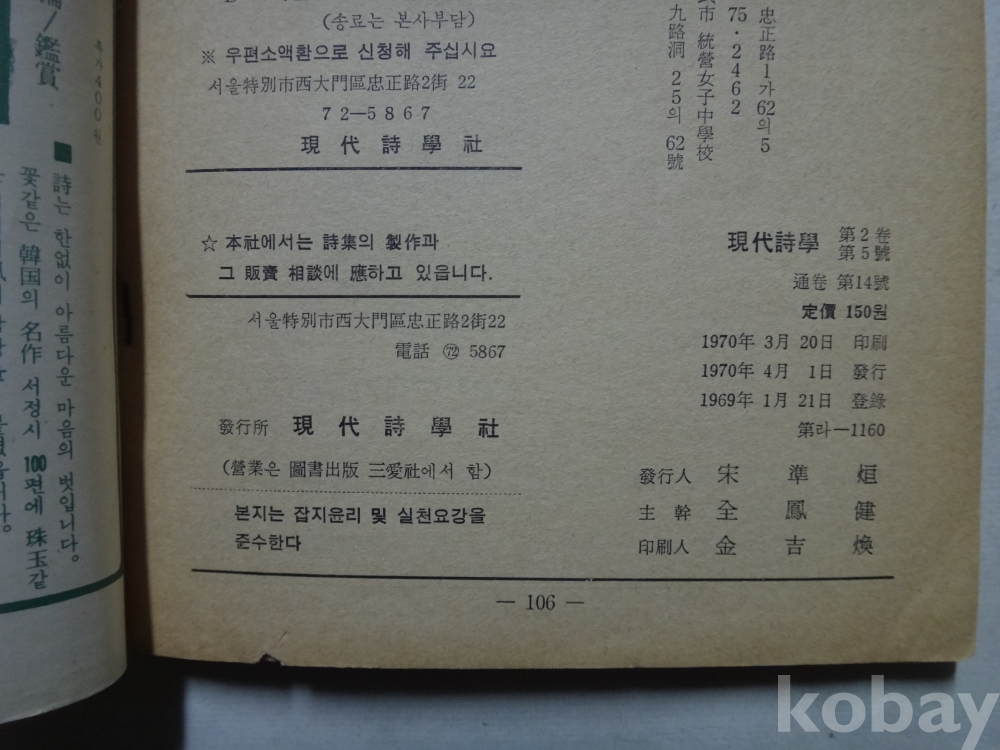 (송료는 본사부담)
※ 우편소액환으로 신청해 주십시요
서울特別市西大門區忠正路2街 22
72—5867
現代詩學社
忠正路 1가 62의 5
75·2462
市 統營女子中學校
九路洞 25의 62號
☆ 本社에서는 詩集의 製作과
그 販賣 相談에 應하고 있읍니다.
서울特別市西大門區忠正路2街22
電話 ㉒ 5867
發行所 現代詩學社
(營業은 圖書出版 三愛社에서 함)
본지는 잡지윤리 및 실천요강을
준수한다
現代詩學 第2卷
第5號
通卷 第14號
定價 150원
1970年 3月 20日 印刷
1970年 4月 1日 發行
1969年 1月 21日 登錄
第라—1160
發行人 宋準烜
主幹 全鳳健
印刷人 金吉煥
— 106 —
/鑑賞
특가 400원
■ 詩는 한없이 아름다운 마음의 벗입니다.
꽃같은 韓国의 名作 서정시 100편에 珠玉같
kobay